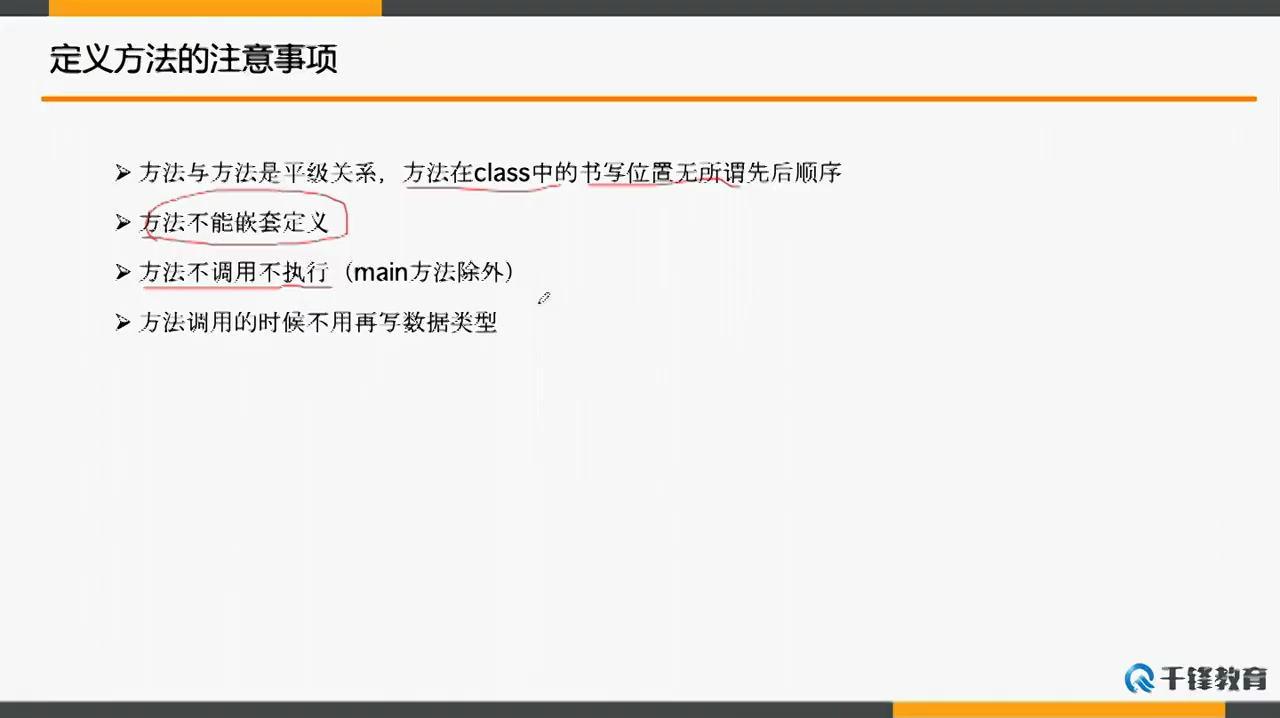 定义方法的注意事项
方法与方法是平级关系，方法在class中的书写位置无所谓先后顺序
方法不能嵌套定义
方法不调用不执行（main方法除外）
方法调用的时候不用再写数据类型
千锋教育